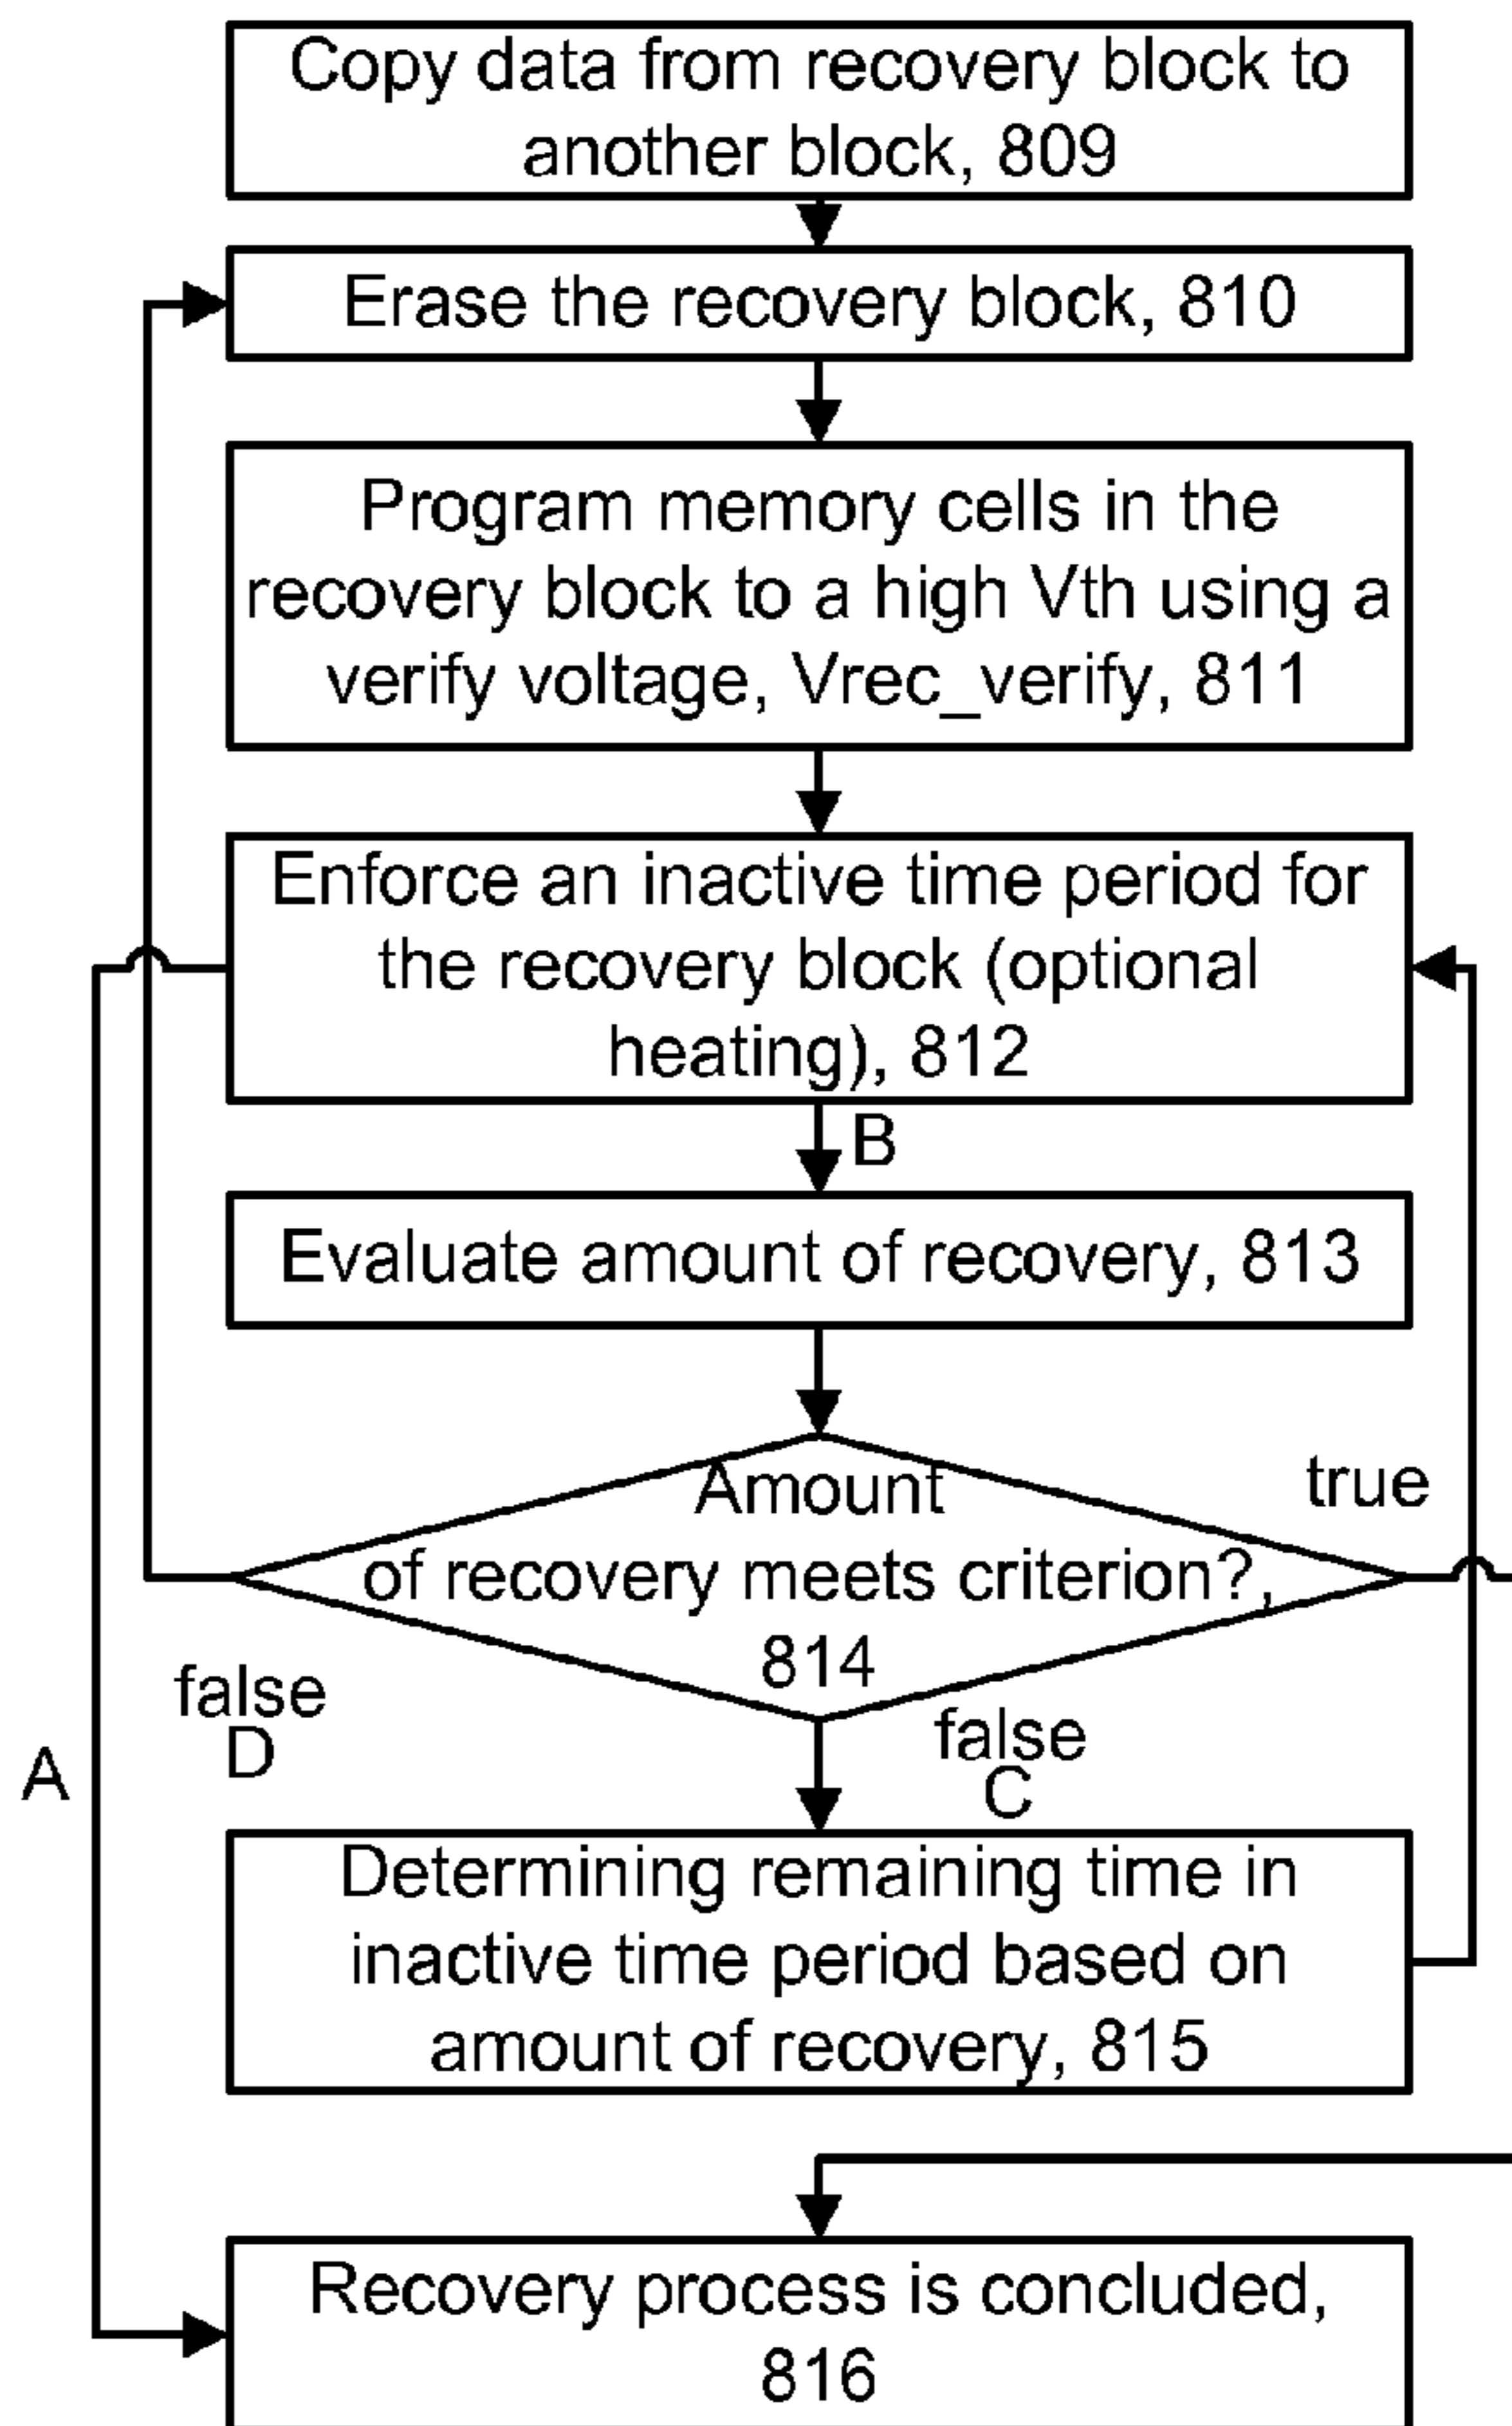 Copy data from recovery block to
another block, 809
Erase the recovery block, 810
Program memory cells in the
recovery block to a high Vth using a
verify voltage, Vrec_verify, 811
Enforce an inactive time period for
the recovery block (optional
heating), 812
B
Evaluate amount of recovery, 813
Amount
of recovery meets criterion?,
814
true
false
D
false
C
A
Determining remaining time in
inactive time period based on
amount of recovery, 815
Recovery process is concluded,
816